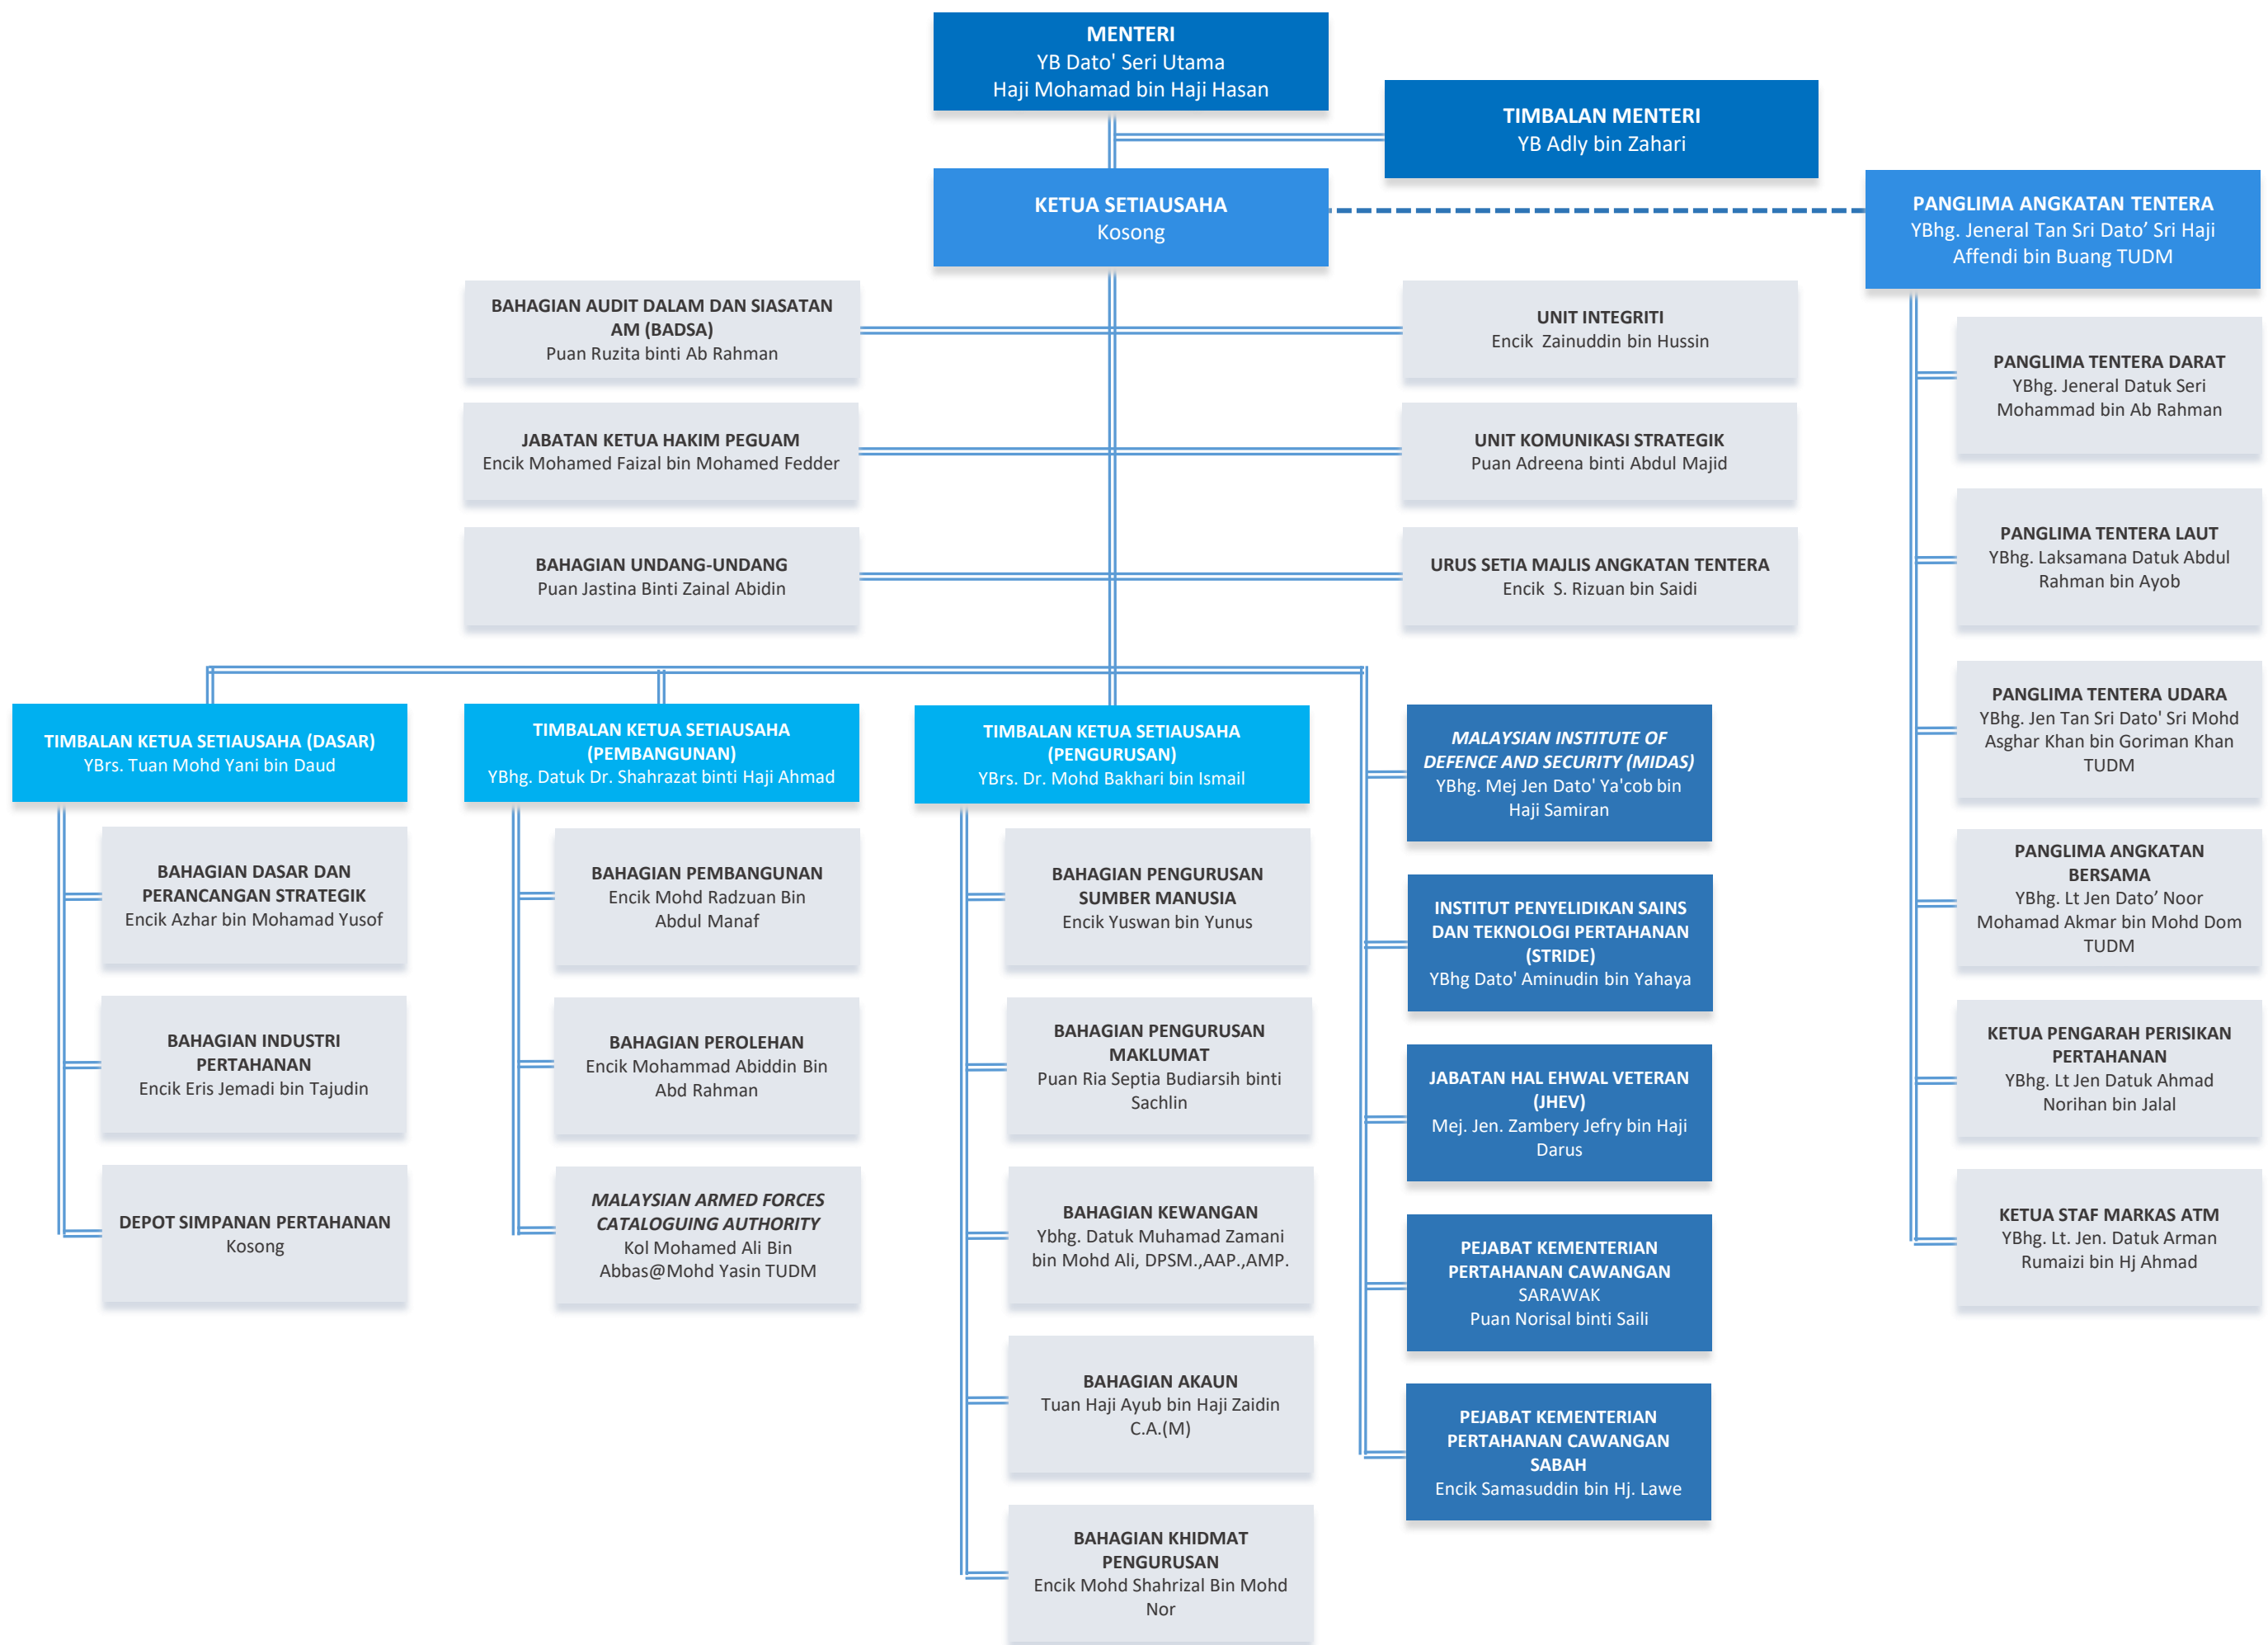 MENTERI
YB Dato' Seri Utama
Haji Mohamad bin Haji Hasan
TIMBALAN MENTERI
YB Adly bin Zahari
KETUA SETIAUSAHA
Kosong
PANGLIMA ANGKATAN TENTERA
YBhg. Jeneral Tan Sri Dato’ Sri Haji
Affendi bin Buang TUDM
BAHAGIAN AUDIT DALAM DAN SIASATAN
AM (BADSA)
Puan Ruzita binti Ab Rahman
UNIT INTEGRITI
Encik Zainuddin bin Hussin
JABATAN KETUA HAKIM PEGUAM
Encik Mohamed Faizal bin Mohamed Fedder
UNIT KOMUNIKASI STRATEGIK
Puan Adreena binti Abdul Majid
BAHAGIAN UNDANG-UNDANG
Puan Jastina Binti Zainal Abidin
URUS SETIA MAJLIS ANGKATAN TENTERA
Encik S. Rizuan bin Saidi
TIMBALAN KETUA SETIAUSAHA (DASAR)
YBrs. Tuan Mohd Yani bin Daud
BAHAGIAN DASAR DAN
PERANCANGAN STRATEGIK
Encik Azhar bin Mohamad Yusof
BAHAGIAN INDUSTRI
PERTAHANAN
Encik Eris Jemadi bin Tajudin
DEPOT SIMPANAN PERTAHANAN
Kosong
TIMBALAN KETUA SETIAUSAHA
(PEMBANGUNAN)
YBhg. Datuk Dr. Shahrazat binti Haji Ahmad
BAHAGIAN PEMBANGUNAN
Encik Mohd Radzuan Bin
Abdul Manaf
BAHAGIAN PEROLEHAN
Encik Mohammad Abiddin Bin
Abd Rahman
MALAYSIAN ARMED FORCES
CATALOGUING AUTHORITY
Kol Mohamed Ali Bin
Abbas@Mohd Yasin TUDM
TIMBALAN KETUA SETIAUSAHA
(PENGURUSAN)
YBrs. Dr. Mohd Bakhari bin Ismail
BAHAGIAN PENGURUSAN
SUMBER MANUSIA
Encik Yuswan bin Yunus
BAHAGIAN PENGURUSAN
MAKLUMAT
Puan Ria Septia Budiarsih binti
Sachlin
BAHAGIAN KEWANGAN
Ybhg. Datuk Muhamad Zamani
bin Mohd Ali, DPSM.,AAP.,AMP.
BAHAGIAN AKAUN
Tuan Haji Ayub bin Haji Zaidin
C.A.(M)
BAHAGIAN KHIDMAT
PENGURUSAN
Encik Mohd Shahrizal Bin Mohd
Nor
MALAYSIAN INSTITUTE OF
DEFENCE AND SECURITY (MIDAS)
YBhg. Mej Jen Dato' Ya'cob bin
Haji Samiran
INSTITUT PENYELIDIKAN SAINS
DAN TEKNOLOGI PERTAHANAN
(STRIDE)
YBhg Dato' Aminudin bin Yahaya
JABATAN HAL EHWAL VETERAN
(JHEV)
Mej. Jen. Zambery Jefry bin Haji
Darus
PEJABAT KEMENTERIAN
PERTAHANAN CAWANGAN
SARAWAK
Puan Norisal binti Saili
PEJABAT KEMENTERIAN
PERTAHANAN CAWANGAN
SABAH
Encik Samasuddin bin Hj. Lawe
PANGLIMA TENTERA DARAT
YBhg. Jeneral Datuk Seri
Mohammad bin Ab Rahman
PANGLIMA TENTERA LAUT
YBhg. Laksamana Datuk Abdul
Rahman bin Ayob
PANGLIMA TENTERA UDARA
YBhg. Jen Tan Sri Dato' Sri Mohd
Asghar Khan bin Goriman Khan
TUDM
PANGLIMA ANGKATAN
BERSAMA
YBhg. Lt Jen Dato’ Noor
Mohamad Akmar bin Mohd Dom
TUDM
KETUA PENGARAH PERISIKAN
PERTAHANAN
YBhg. Lt Jen Datuk Ahmad
Norihan bin Jalal
KETUA STAF MARKAS ATM
YBhg. Lt. Jen. Datuk Arman
Rumaizi bin Hj Ahmad